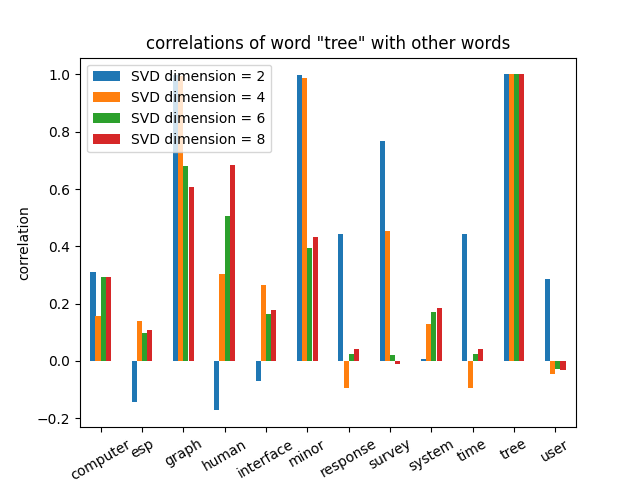 correlations of word "tree" with other words
SVD dimension = 2
SVD dimension = 4
SVD dimension = 6
SVD dimension = 8
correlation
1.0
0.8
0.6
0.4
0.2
0.0
−0.2
computer
esp
graph
human
interface
minor
response
survey
system
time
tree
user